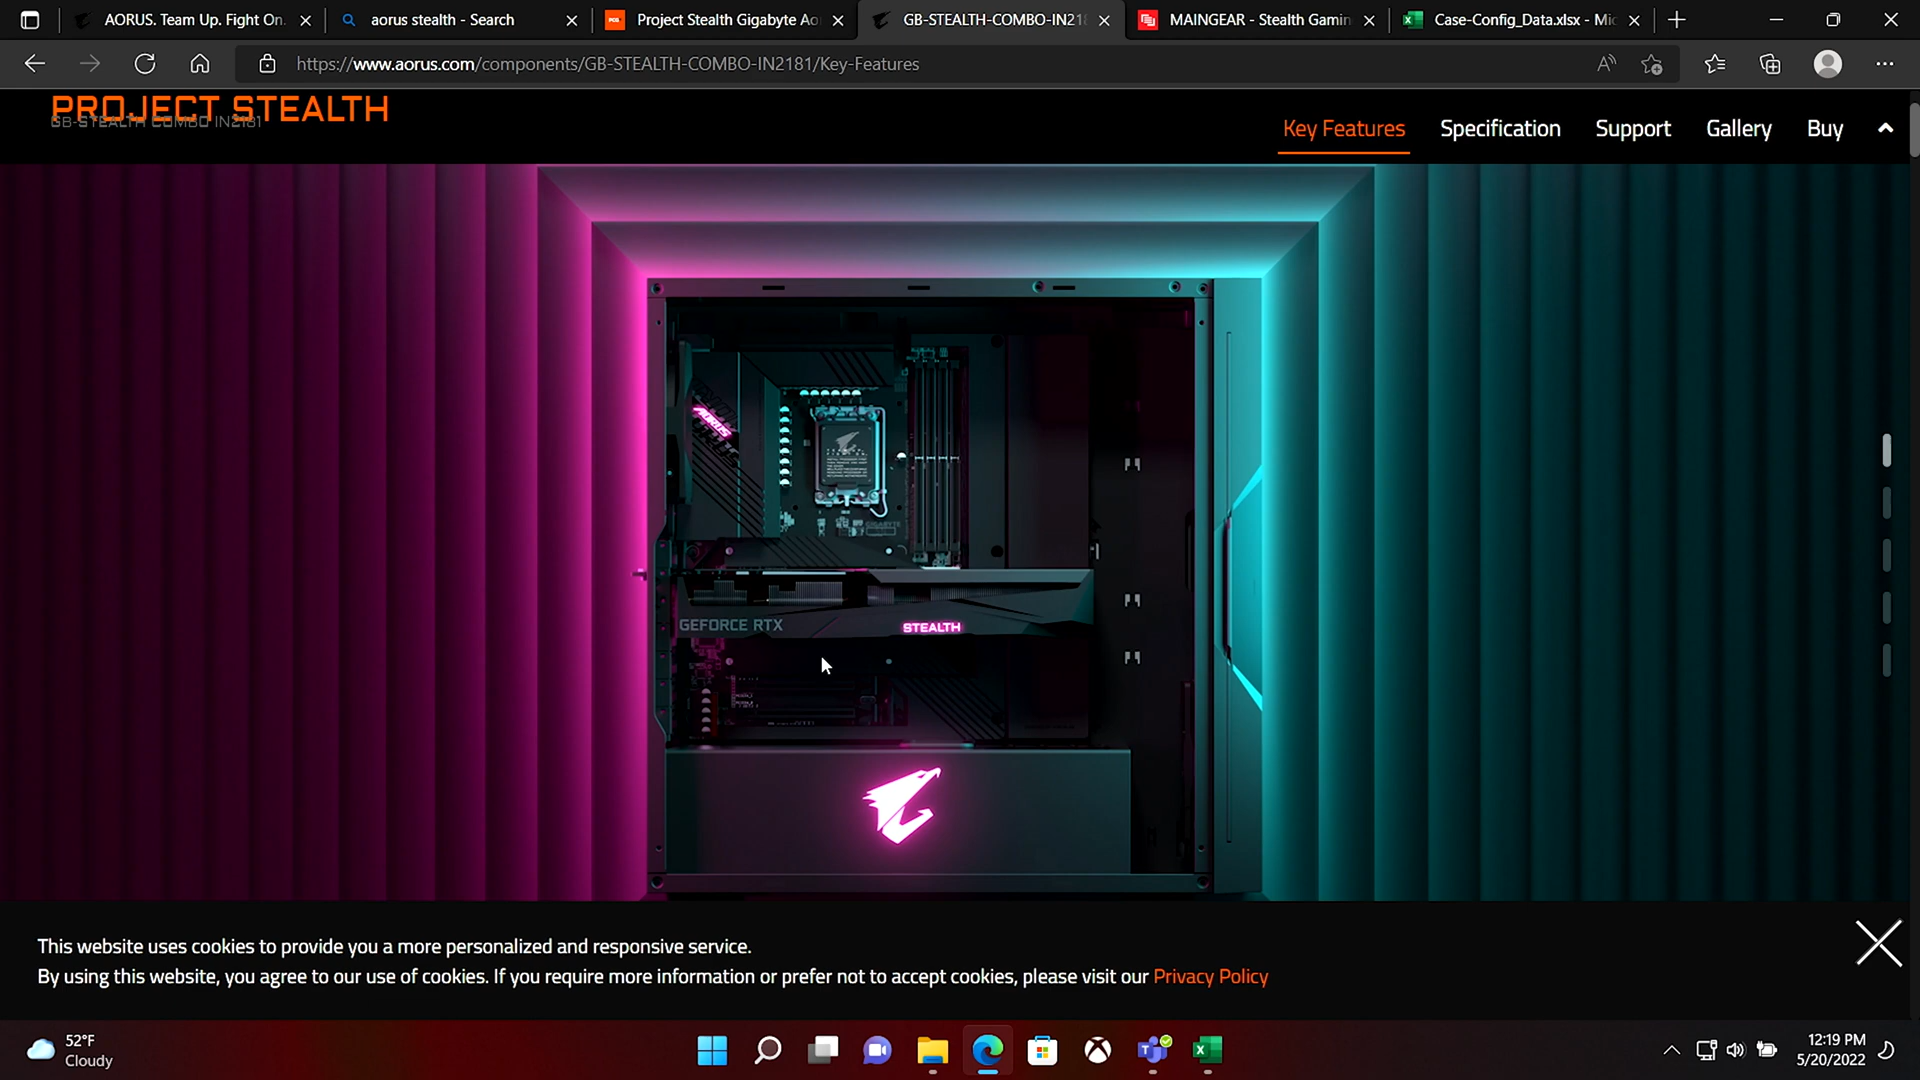 AORUS. Team Up. Fight On.
aorus stealth - Search
Project Stealth Gigabyte Ao
GB-STEALTH-COMBO-IN218
MAINGEAR - Stealth Gamin
Case-Config_Data.xlsx - Mic
https://www.aorus.com/components/GB-STEALTH-COMBO-IN2181/Key-Features
PROJECT STEALTH
GB-STEALTH COMBO IN2181
Key Features
Specification
Support
Gallery
Buy
AORUS
GIGABYTE
GEFORCE RTX
STEALTH
This website uses cookies to provide you a more personalized and responsive service.
By using this website, you agree to our use of cookies. If you require more information or prefer not to accept cookies, please visit our Privacy Policy
52°F
Cloudy
12:19 PM
5/20/2022